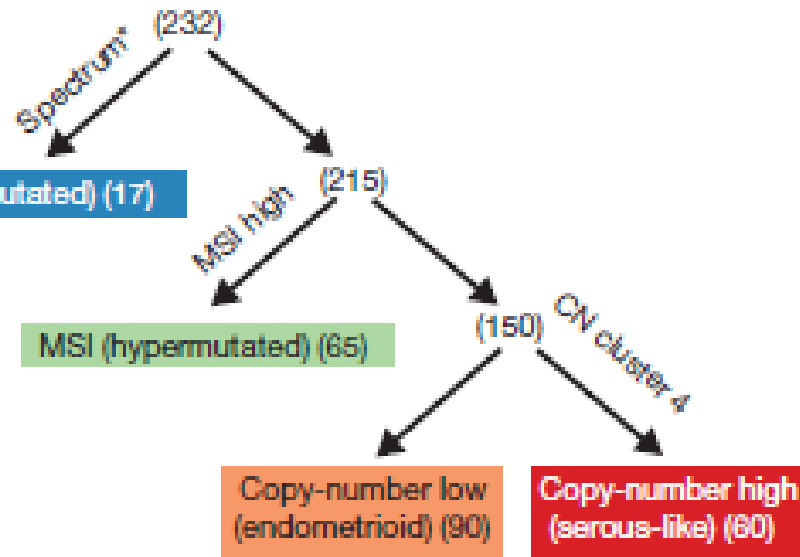 (232)
Spectrum*
utated) (17)
(215)
MSI high
MSI (hypermutated) (65)
(150)
CN cluster 4
Copy-number low
(endometrioid) (90)
Copy-number high
(serous-like) (60)